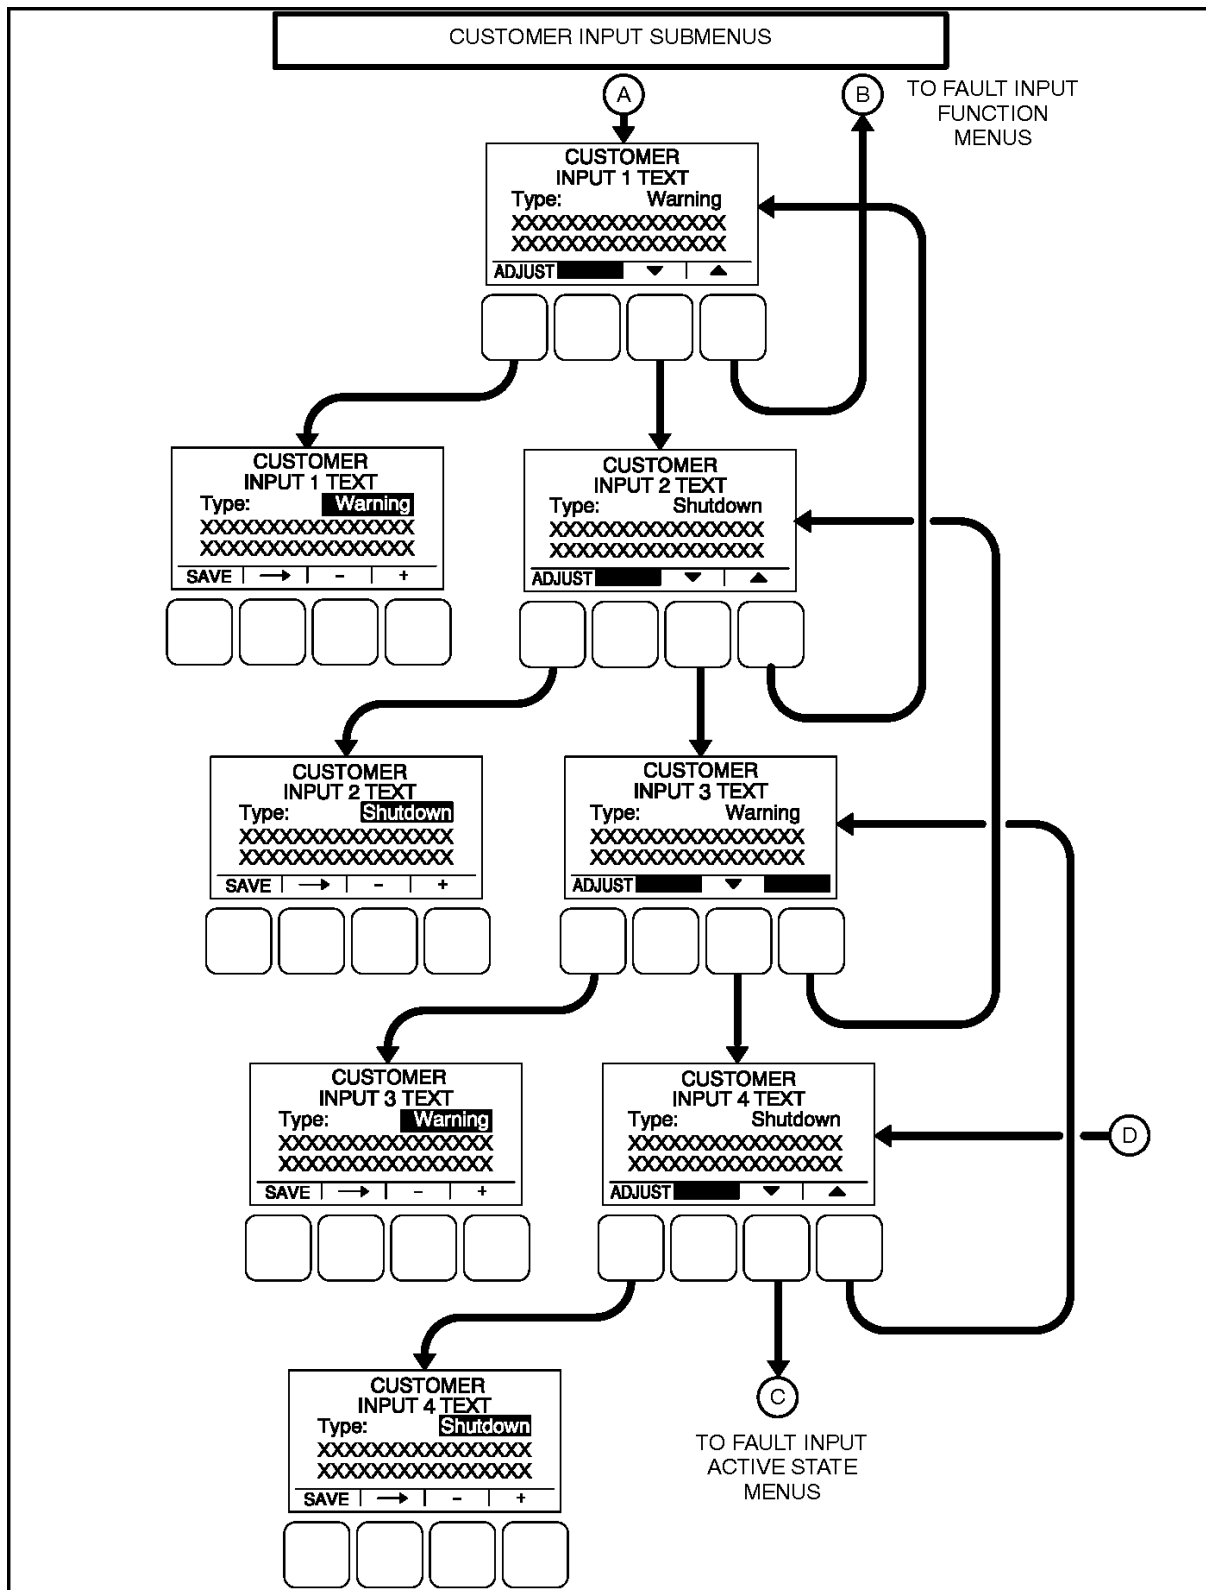 CUSTOMER INPUT SUBMENUS
A
B
TO FAULT INPUT
FUNCTION
MENUS
CUSTOMER
INPUT 1 TEXT
Type: Warning
XXXXXXXXXXXXXXXX
XXXXXXXXXXXXXXXX
ADJUST
CUSTOMER
INPUT 1 TEXT
Type: Warning
XXXXXXXXXXXXXXXX
XXXXXXXXXXXXXXXX
SAVE → - +
CUSTOMER
INPUT 2 TEXT
Type: Shutdown
XXXXXXXXXXXXXXXX
XXXXXXXXXXXXXXXX
ADJUST
CUSTOMER
INPUT 2 TEXT
Type: Shutdown
XXXXXXXXXXXXXXXX
XXXXXXXXXXXXXXXX
SAVE → - +
CUSTOMER
INPUT 3 TEXT
Type: Warning
XXXXXXXXXXXXXXXX
XXXXXXXXXXXXXXXX
ADJUST
CUSTOMER
INPUT 3 TEXT
Type: Warning
XXXXXXXXXXXXXXXX
XXXXXXXXXXXXXXXX
SAVE → - +
CUSTOMER
INPUT 4 TEXT
Type: Shutdown
XXXXXXXXXXXXXXXX
XXXXXXXXXXXXXXXX
ADJUST
D
CUSTOMER
INPUT 4 TEXT
Type: Shutdown
XXXXXXXXXXXXXXXX
XXXXXXXXXXXXXXXX
SAVE → - +
C
TO FAULT INPUT
ACTIVE STATE
MENUS